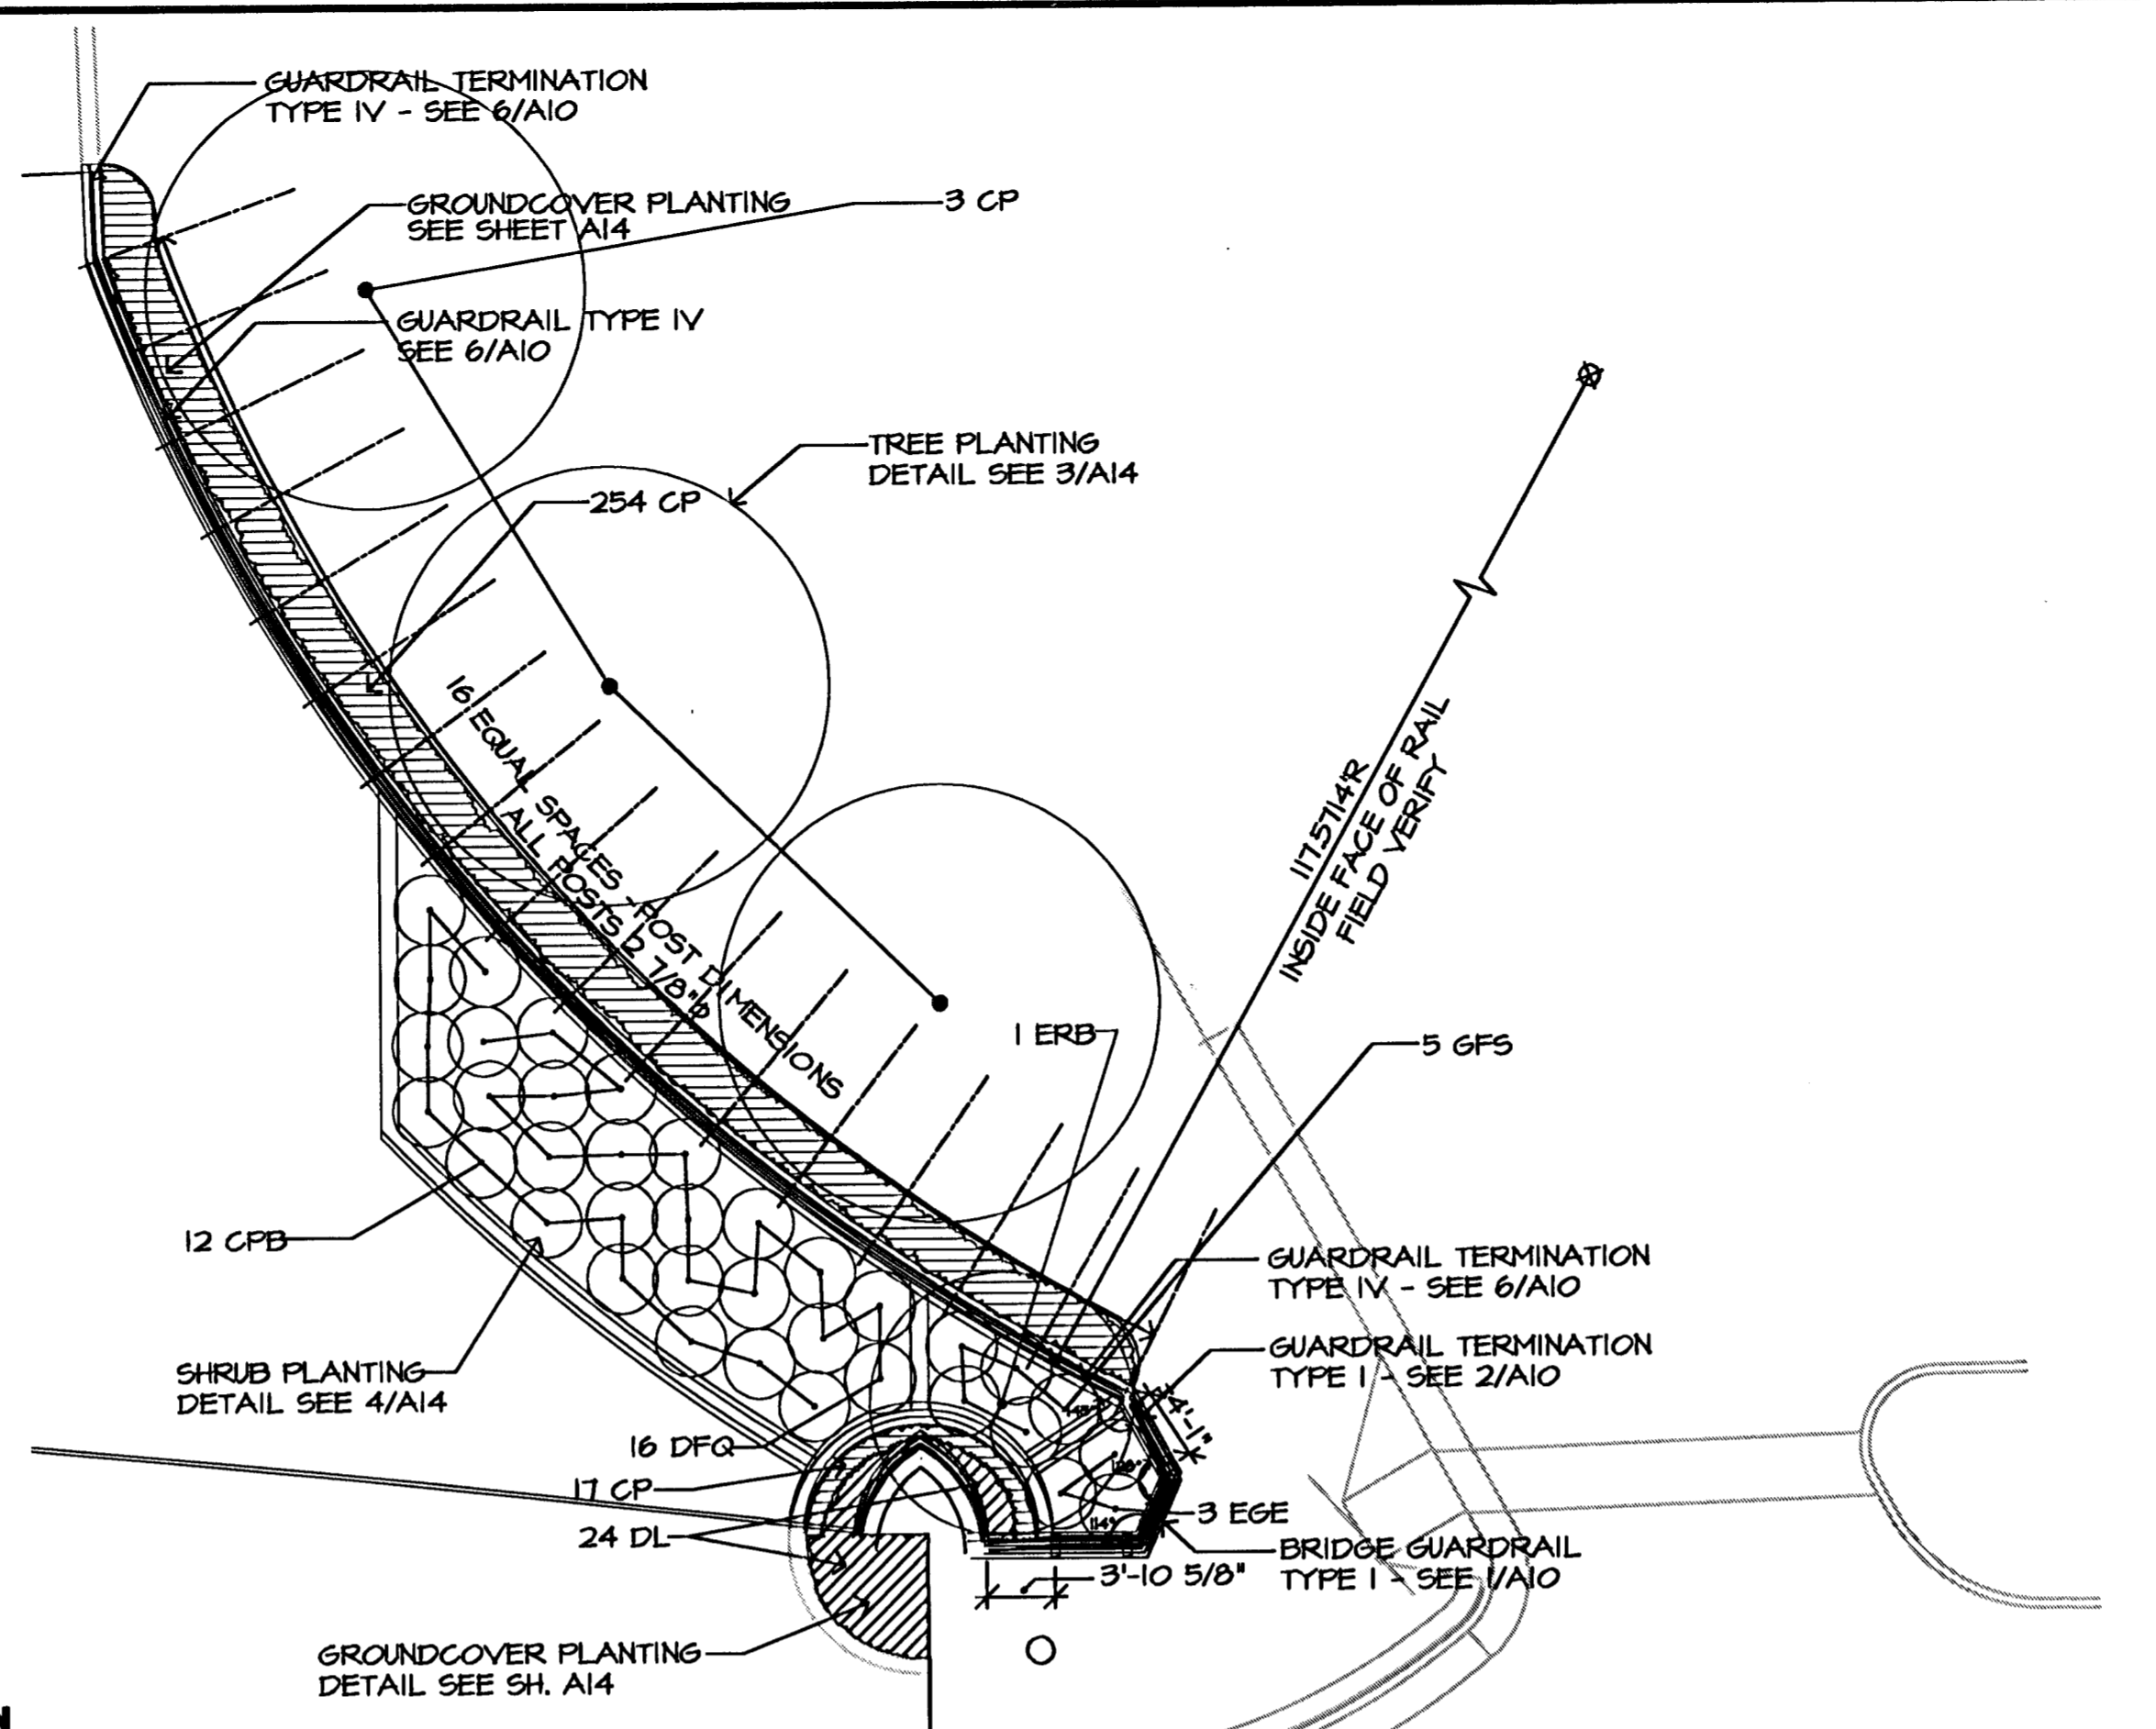 GUARDRAIL TERMINATION
TYPE IV - SEE 6/A10
GROUNDCOVER PLANTING
SEE SHEET A14
3 CP
GUARDRAIL TYPE IV
SEE 6/A10
TREE PLANTING
DETAIL SEE 3/A14
254 CP
16 EQUAL SPACES - POST DIMENSIONS
ALL POSTS 2 7/8"Ø
117.5714'R
INSIDE FACE OF RAIL
FIELD VERIFY
1 ERB
5 GFS
12 CPB
GUARDRAIL TERMINATION
TYPE IV - SEE 6/A10
GUARDRAIL TERMINATION
TYPE I - SEE 2/A10
SHRUB PLANTING
DETAIL SEE 4/A14
4'-1"
16 DFQ
17 CP
24 DL
3 EGE
114°
BRIDGE GUARDRAIL
TYPE I - SEE 1/A10
3'-10 5/8"
GROUNDCOVER PLANTING
DETAIL SEE SH. A14